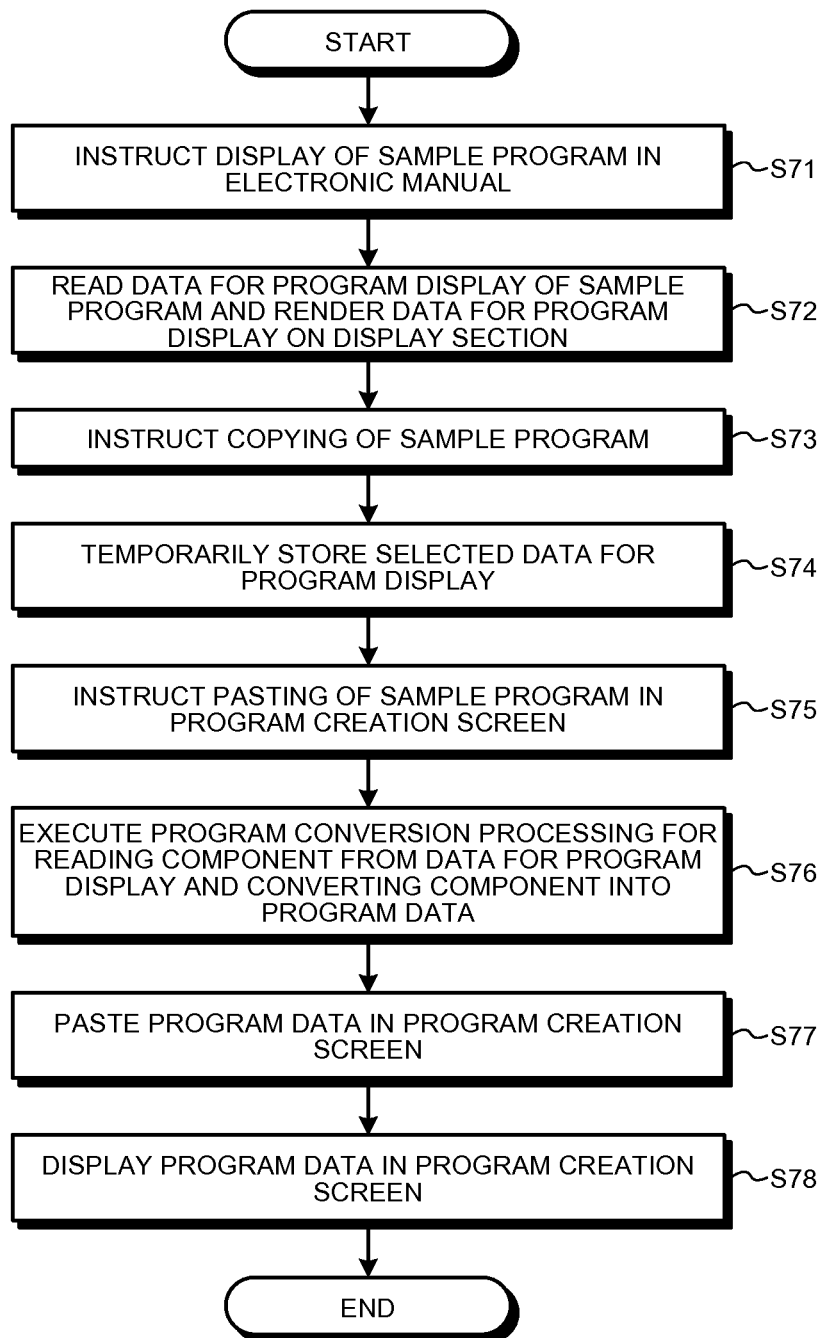 START
INSTRUCT DISPLAY OF SAMPLE PROGRAM IN
ELECTRONIC MANUAL
S71
READ DATA FOR PROGRAM DISPLAY OF SAMPLE
PROGRAM AND RENDER DATA FOR PROGRAM
DISPLAY ON DISPLAY SECTION
S72
INSTRUCT COPYING OF SAMPLE PROGRAM
S73
TEMPORARILY STORE SELECTED DATA FOR
PROGRAM DISPLAY
S74
INSTRUCT PASTING OF SAMPLE PROGRAM IN
PROGRAM CREATION SCREEN
S75
EXECUTE PROGRAM CONVERSION PROCESSING FOR
READING COMPONENT FROM DATA FOR PROGRAM
DISPLAY AND CONVERTING COMPONENT INTO
PROGRAM DATA
S76
PASTE PROGRAM DATA IN PROGRAM CREATION
SCREEN
S77
DISPLAY PROGRAM DATA IN PROGRAM CREATION
SCREEN
S78
END